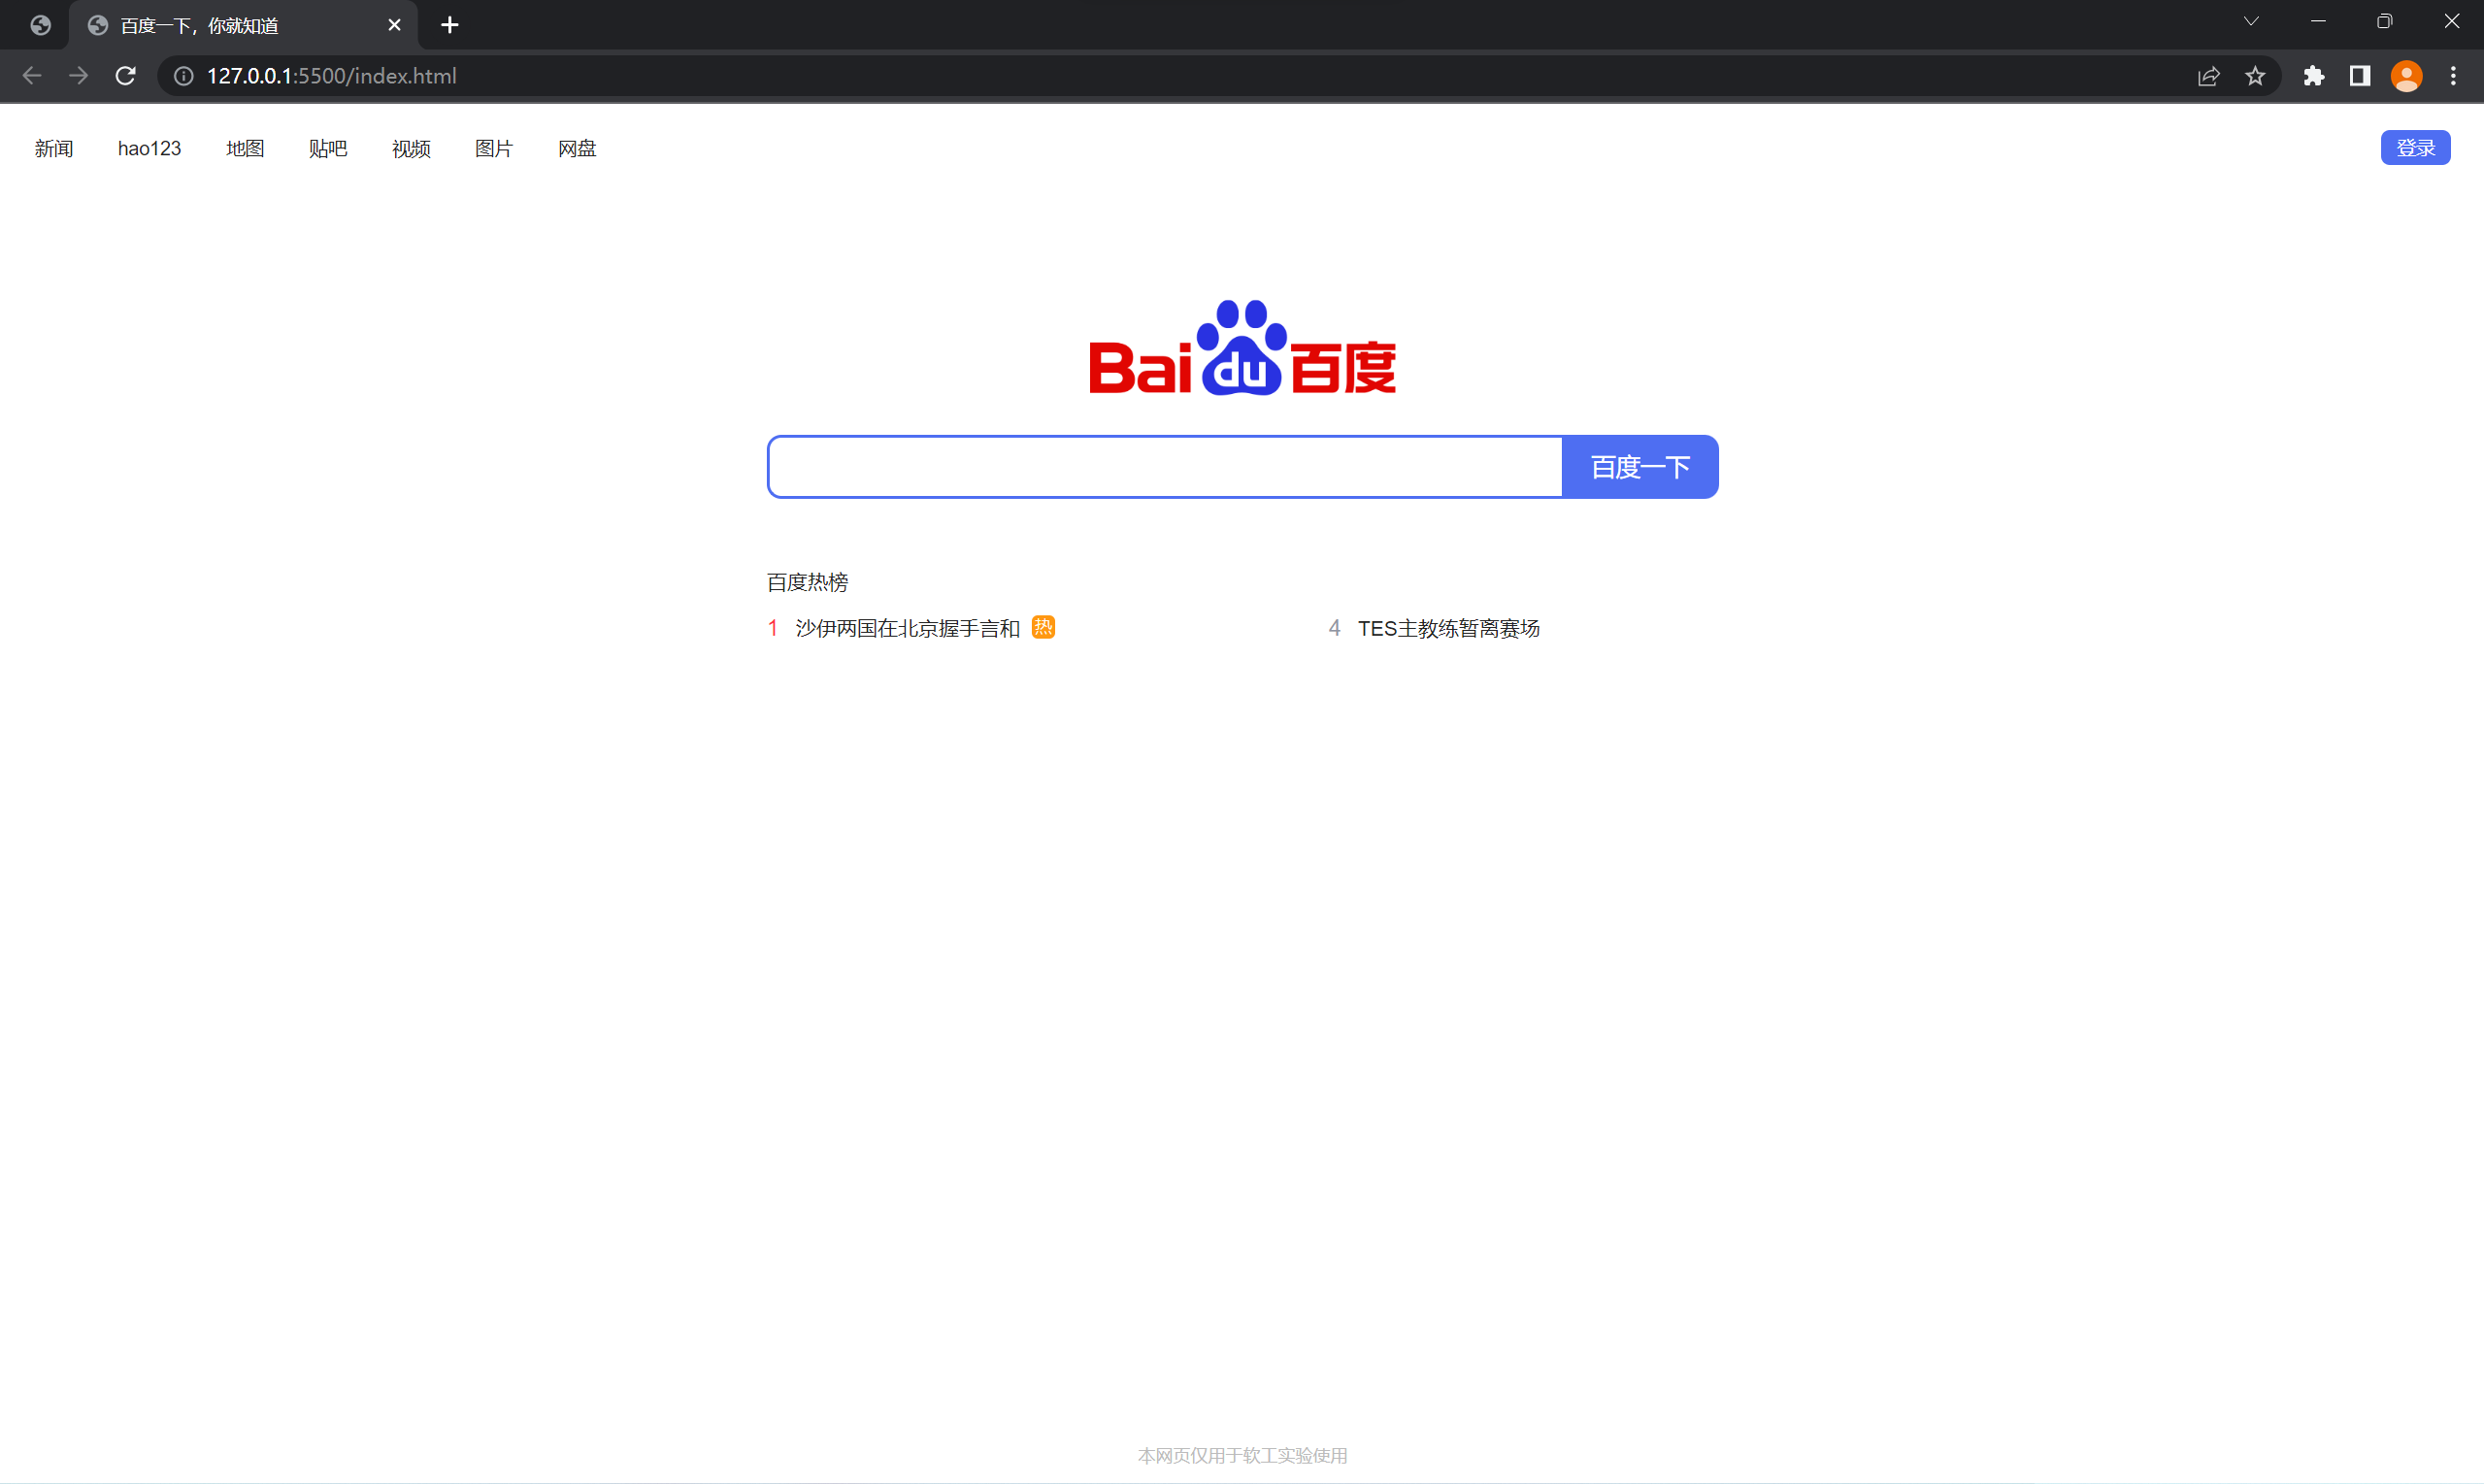 百度一下，你就知道
127.0.0.1:5500/index.html
新闻 hao123 地图 贴吧 视频 图片 网盘 登录
Bai du 百度
百度一下
百度热榜
1 沙伊两国在北京握手言和 热 4 TES主教练暂离赛场
本网页仅用于软工实验使用